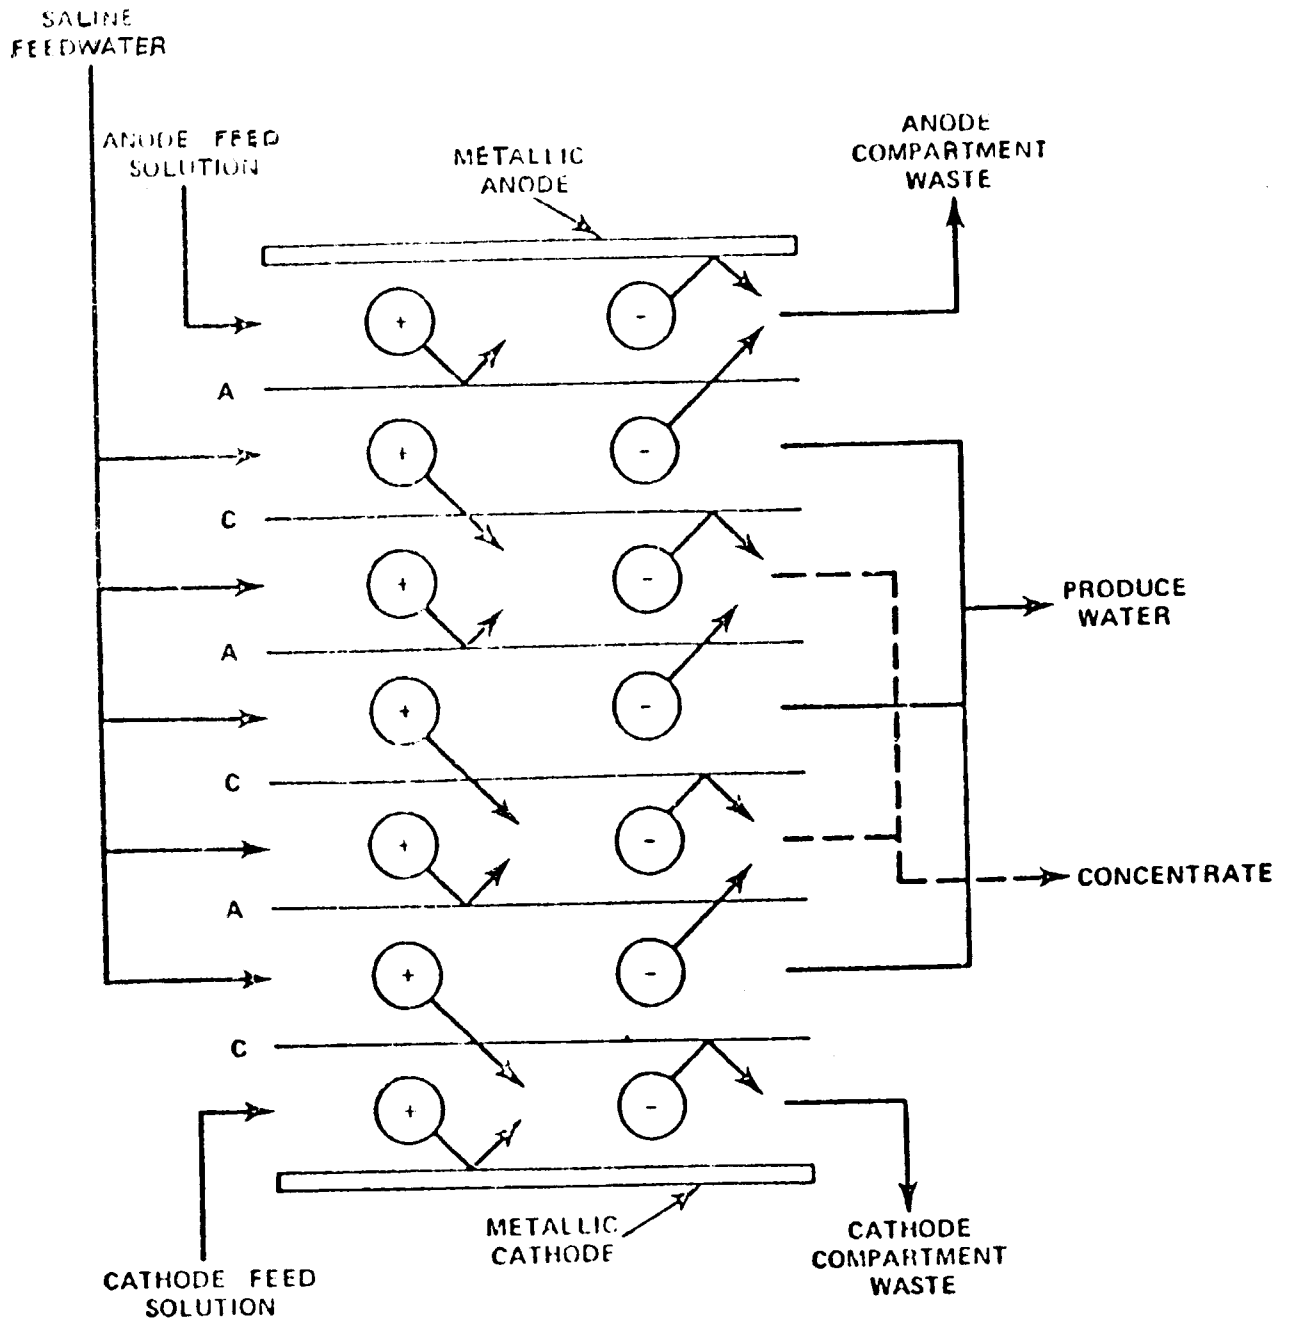 SALINE
FEEDWATER
ANODE FEED
SOLUTION
METALLIC
ANODE
ANODE
COMPARTMENT
WASTE
+ -
A
+ -
C
+ -
A
+ -
C
+ -
A
+ -
C
+ -
PRODUCE
WATER
CONCENTRATE
METALLIC
CATHODE
CATHODE
COMPARTMENT
WASTE
CATHODE FEED
SOLUTION